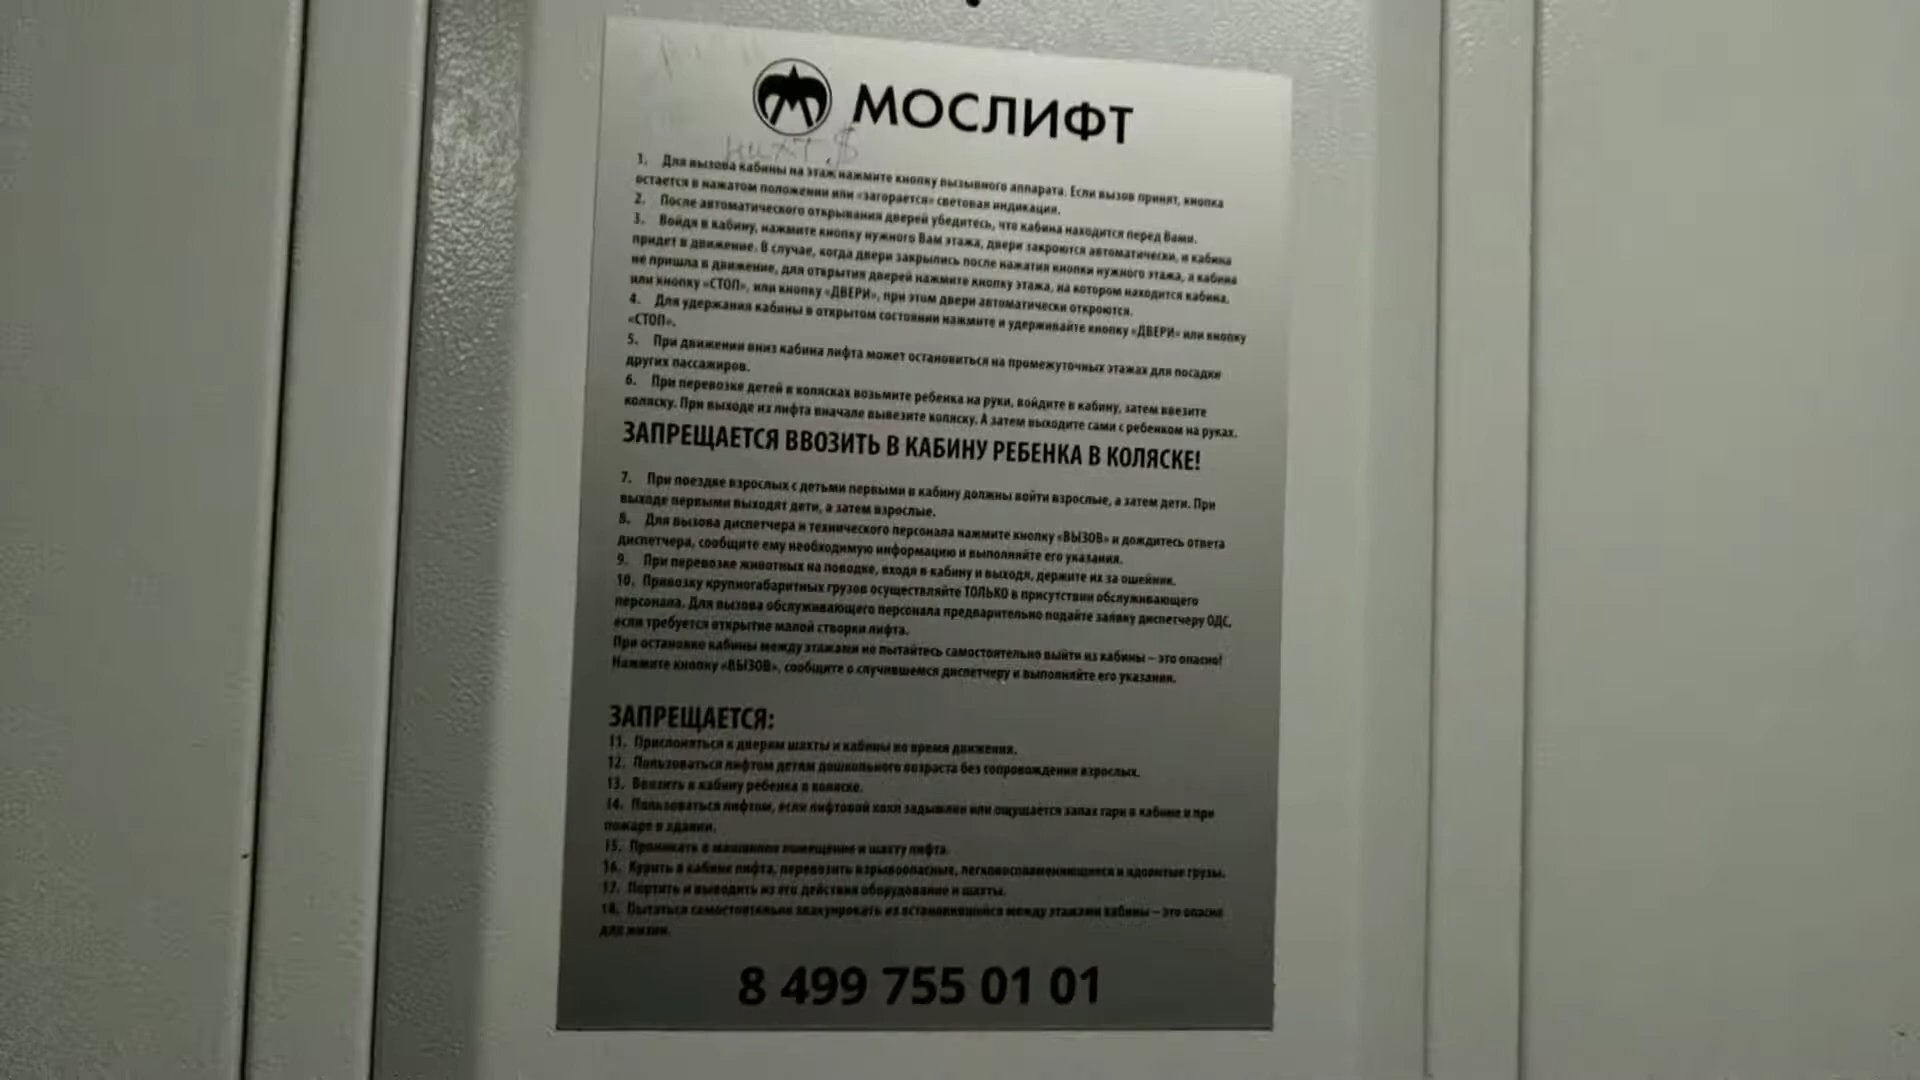 МОСЛИФТ
1. Для вызова кабины на этаж нажмите кнопку вызывного аппарата. Если вызов принят, кнопка
остается в нажатом положении или «загорается» световая индикация.
2. После автоматического открывания дверей убедитесь, что кабина находится перед Вами.
3. Войдя в кабину, нажмите кнопку нужного Вам этажа, двери закроются автоматически, и кабина
придет в движение. В случае, когда двери закрылись после нажатия кнопки нужного этажа, а кабина
не пришла в движение, для открытия дверей нажмите кнопку этажа, на котором находится кабина,
или кнопку «СТОП», или кнопку «ДВЕРИ», при этом двери автоматически откроются.
4. Для удержания кабины в открытом состоянии нажмите и удерживайте кнопку «ДВЕРИ» или кнопку
«СТОП».
5. При движении вниз кабина лифта может остановиться на промежуточных этажах для посадки
других пассажиров.
6. При перевозке детей в колясках возьмите ребенка на руки, войдите в кабину, затем ввезите
коляску. При выходе из лифта вначале вывезите коляску. А затем выходите сами с ребенком на руках.
ЗАПРЕЩАЕТСЯ ВВОЗИТЬ В КАБИНУ РЕБЕНКА В КОЛЯСКЕ!
7. При поездке взрослых с детьми первыми в кабину должны войти взрослые, а затем дети. При
выходе первыми выходят дети, а затем взрослые.
8. Для вызова диспетчера и технического персонала нажмите кнопку «ВЫЗОВ» и дождитесь ответа
диспетчера, сообщите ему необходимую информацию и выполняйте его указания.
9. При перевозке животных на поводке, входя в кабину и выходя, держите их за ошейник.
10. Привозку крупногабаритных грузов осуществляйте ТОЛЬКО в присутствии обслуживающего
персонала. Для вызова обслуживающего персонала предварительно подайте заявку диспетчеру ОДС,
если требуется открытие малой створки лифта.
При остановке кабины между этажами не пытайтесь самостоятельно выйти из кабины – это опасно!
Нажмите кнопку «ВЫЗОВ», сообщите о случившемся диспетчеру и выполняйте его указания.
ЗАПРЕЩАЕТСЯ:
11. Прислоняться к дверям шахты и кабины во время движения.
12. Пользоваться лифтом детям дошкольного возраста без сопровождения взрослых.
13. Ввозить в кабину ребенка в коляске.
14. Пользоваться лифтом, если лифтовой холл задымлен или ощущается запах гари в кабине и при
пожаре в здании.
15. Проникать в машинное помещение и шахту лифта.
16. Курить в кабине лифта, перевозить взрывоопасные, легковоспламеняющиеся и ядовитые грузы.
17. Портить и выводить из его действия оборудование и шахты.
18. Пытаться самостоятельно эвакуировать из остановившейся между этажами кабины – это опасно
для жизни.
8 499 755 01 01